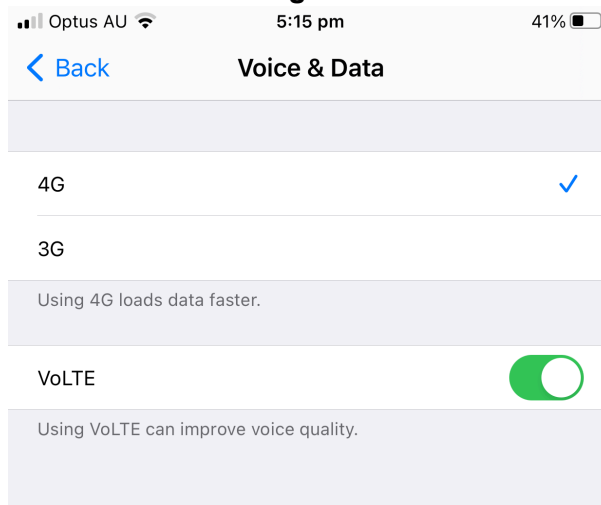 Optus AU 5:15 pm 41%
Back Voice & Data
4G
3G
Using 4G loads data faster.
VoLTE
Using VoLTE can improve voice quality.